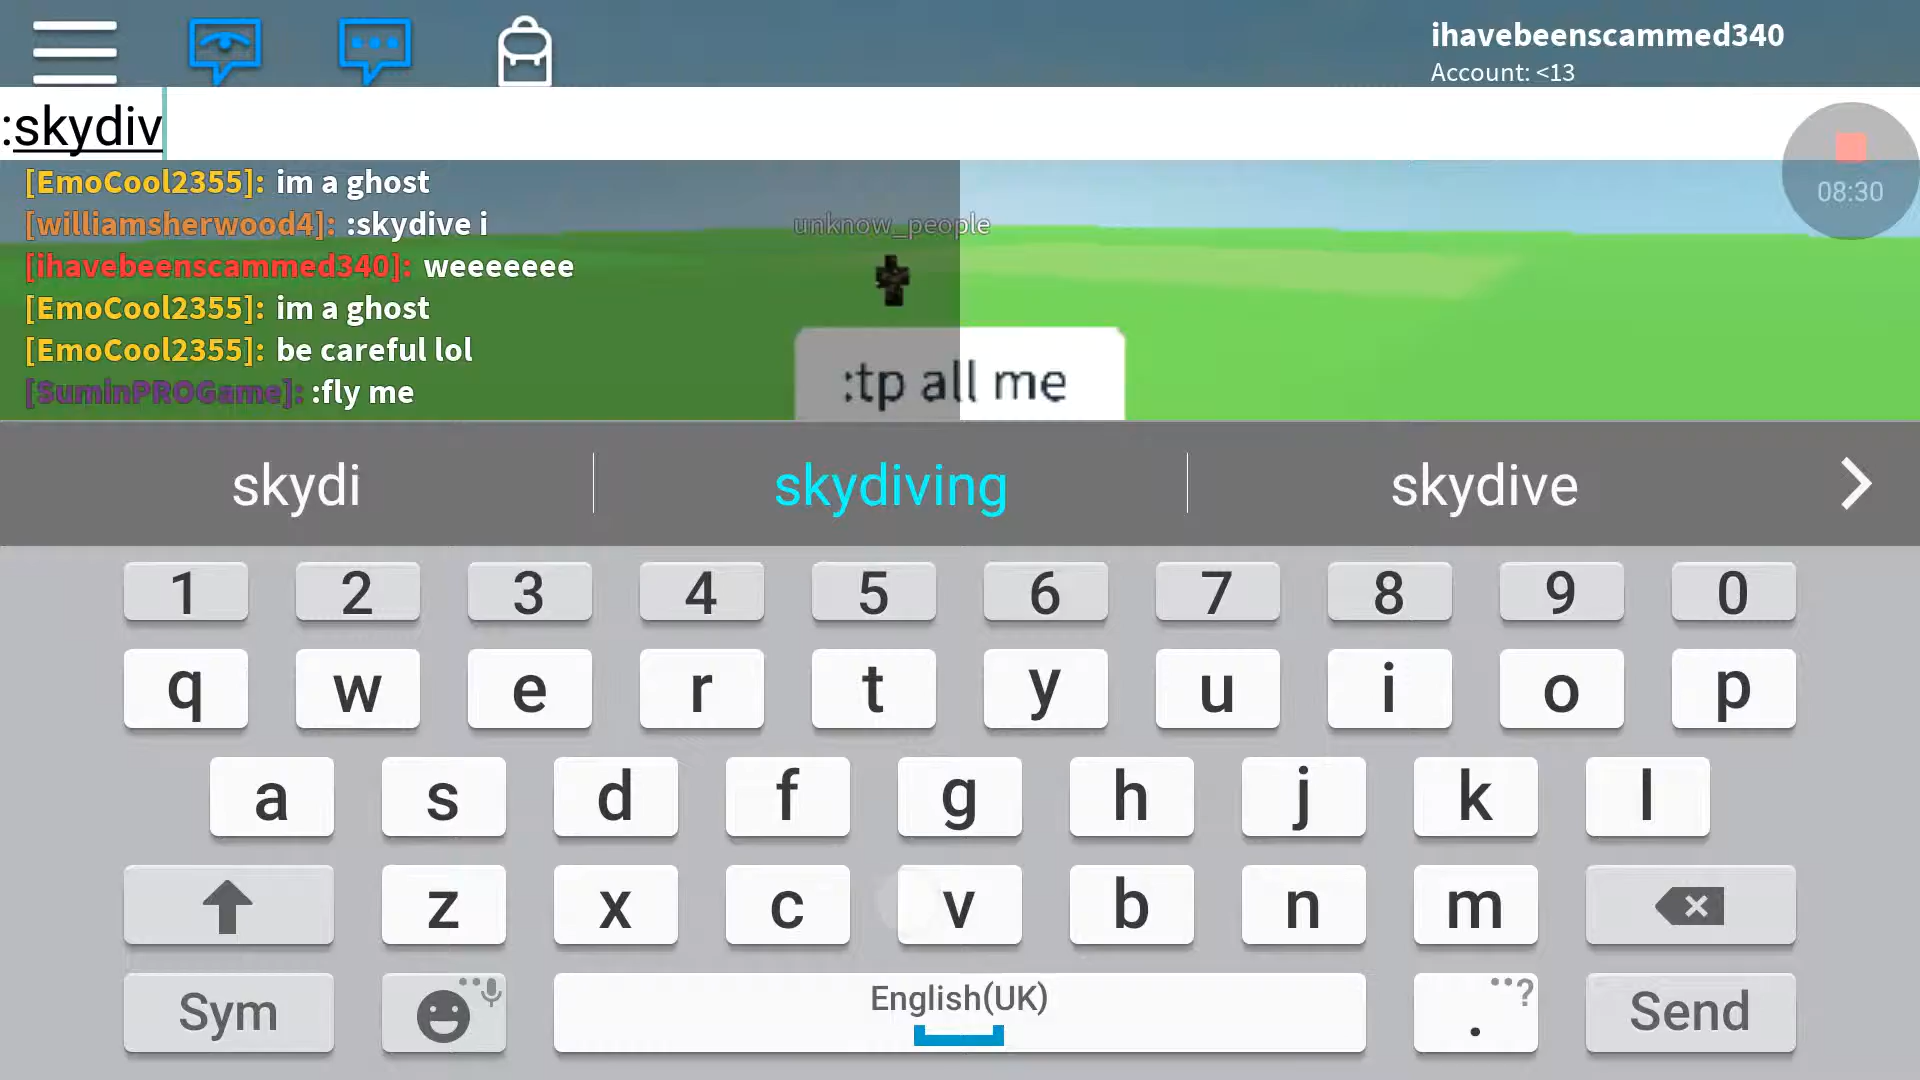 ihavebeenscammed340
Account: <13
:skydiv
08:30
[EmoCool2355]: im a ghost
[williamsherwood4]: :skydive i
[ihavebeenscammed340]: weeeeeee
[EmoCool2355]: im a ghost
[EmoCool2355]: be careful lol
[SuminPROGame]: :fly me
unknow_people
:tp all me
skydi skydiving skydive
1 2 3 4 5 6 7 8 9 0
q w e r t y u i o p
a s d f g h j k l
z x c v b n m
Sym English(UK) . ? Send